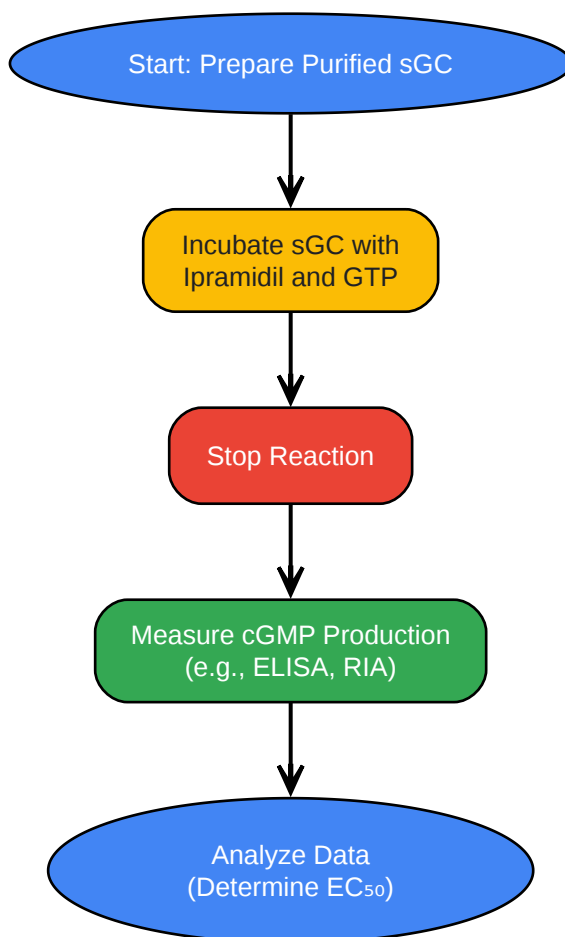 Start: Prepare Purified sGC
Incubate sGC with
Ipramidil and GTP
Stop Reaction
Measure cGMP Production
(e.g., ELISA, RIA)
Analyze Data
(Determine EC₅₀)